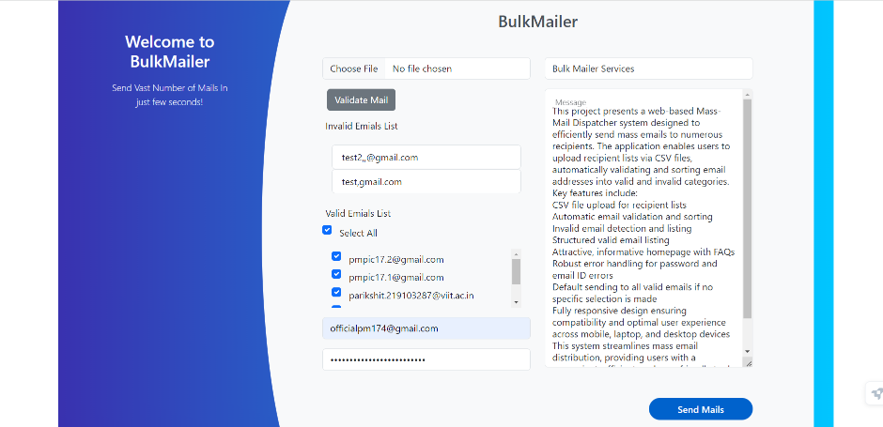 Welcome to
BulkMailer
Send Vast Number of Mails In
just few seconds!
BulkMailer
Choose File No file chosen
Validate Mail
Invalid Emials List
test2_@gmail.com
test.gmail.com
Valid Emials List
Select All
pmpic17.2@gmail.com
pmpic17.1@gmail.com
parikshit.219103287@viit.ac.in
officialpm174@gmail.com
Bulk Mailer Services
Message
This project presents a web-based Mass-
Mail Dispatcher system designed to
efficiently send mass emails to numerous
recipients. The application enables users to
upload recipient lists via CSV files,
automatically validating and sorting email
addresses into valid and invalid categories.
Key features include:
CSV file upload for recipient lists
Automatic email validation and sorting
Invalid email detection and listing
Structured valid email listing
Attractive, informative homepage with FAQs
Robust error handling for password and
email ID errors
Default sending to all valid emails if no
specific selection is made
Fully responsive design ensuring
compatibility and optimal user experience
across mobile, laptop, and desktop devices
This system streamlines mass email
distribution, providing users with a
Send Mails